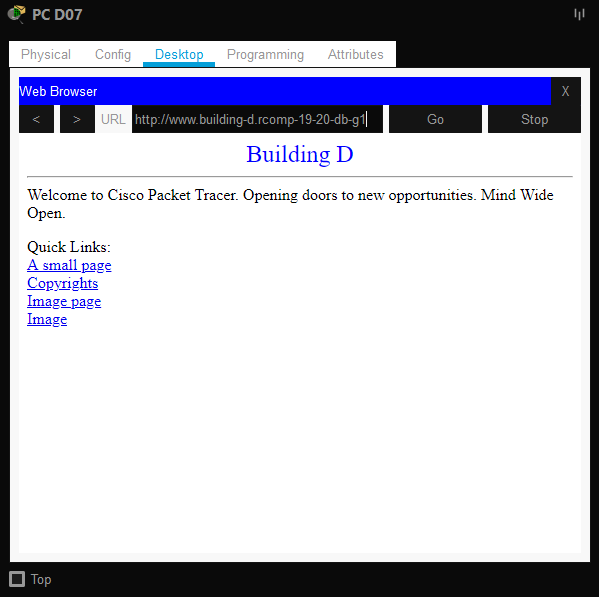 PC D07
Physical Config Desktop Programming Attributes
Web Browser X
< > URL http://www.building-d.rcomp-19-20-db-g1 Go Stop
Building D
Welcome to Cisco Packet Tracer. Opening doors to new opportunities. Mind Wide
Open.
Quick Links:
A small page
Copyrights
Image page
Image
Top